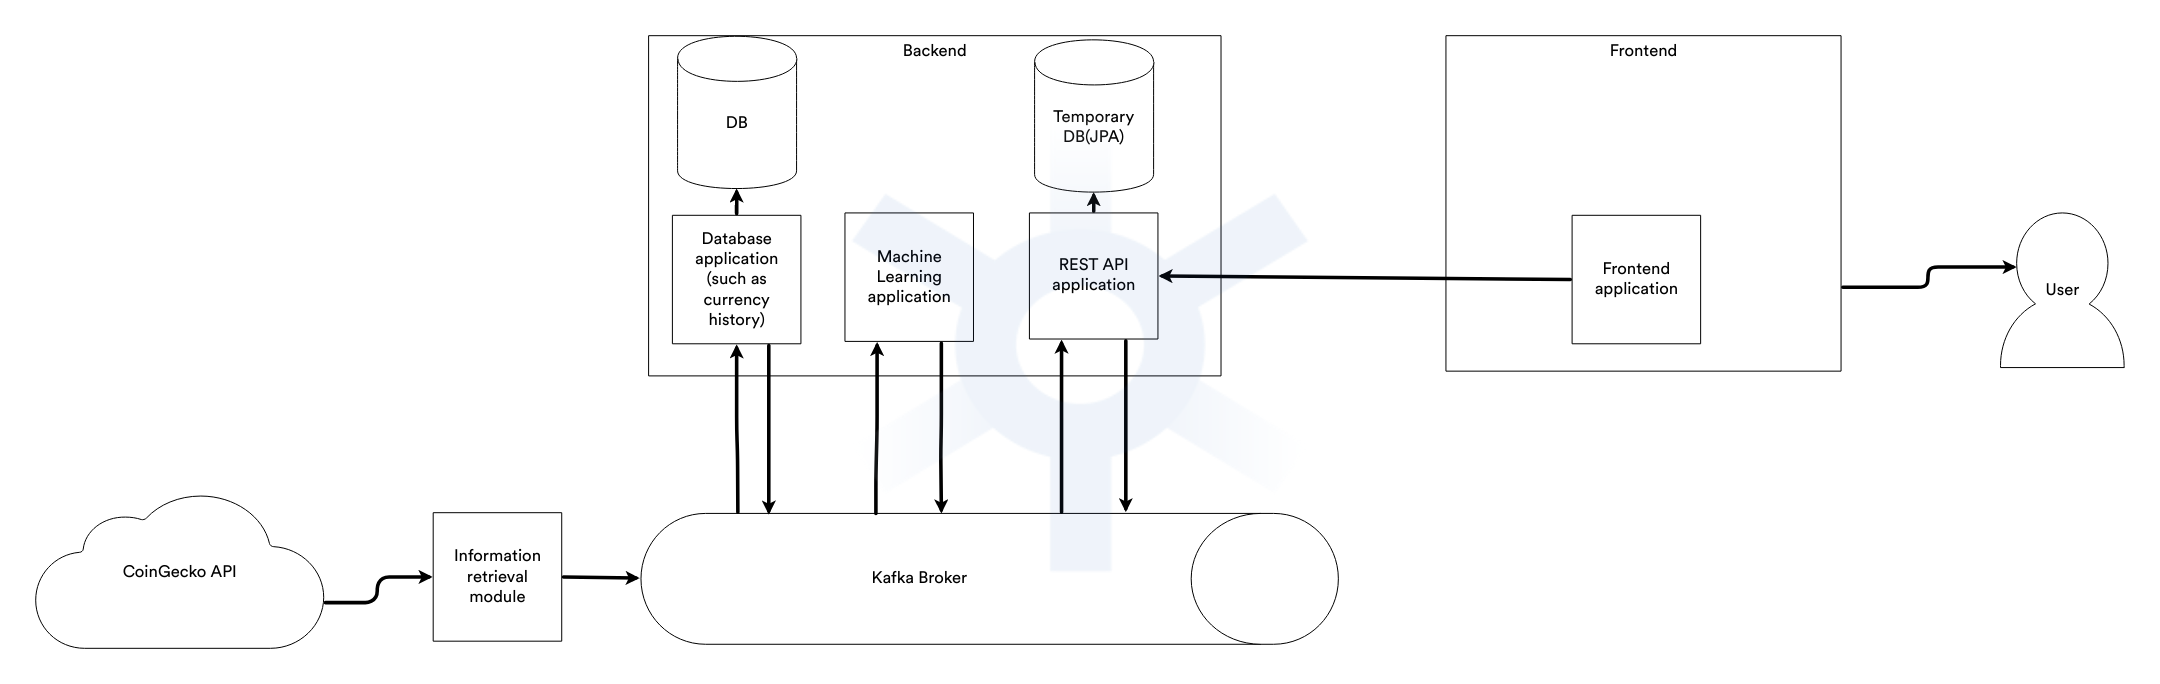 Backend
Frontend
DB
Temporary
DB(JPA)
Database
application
(such as
currency
history)
Machine
Learning
application
REST API
application
Frontend
application
User
CoinGecko API
Information
retrieval
module
Kafka Broker